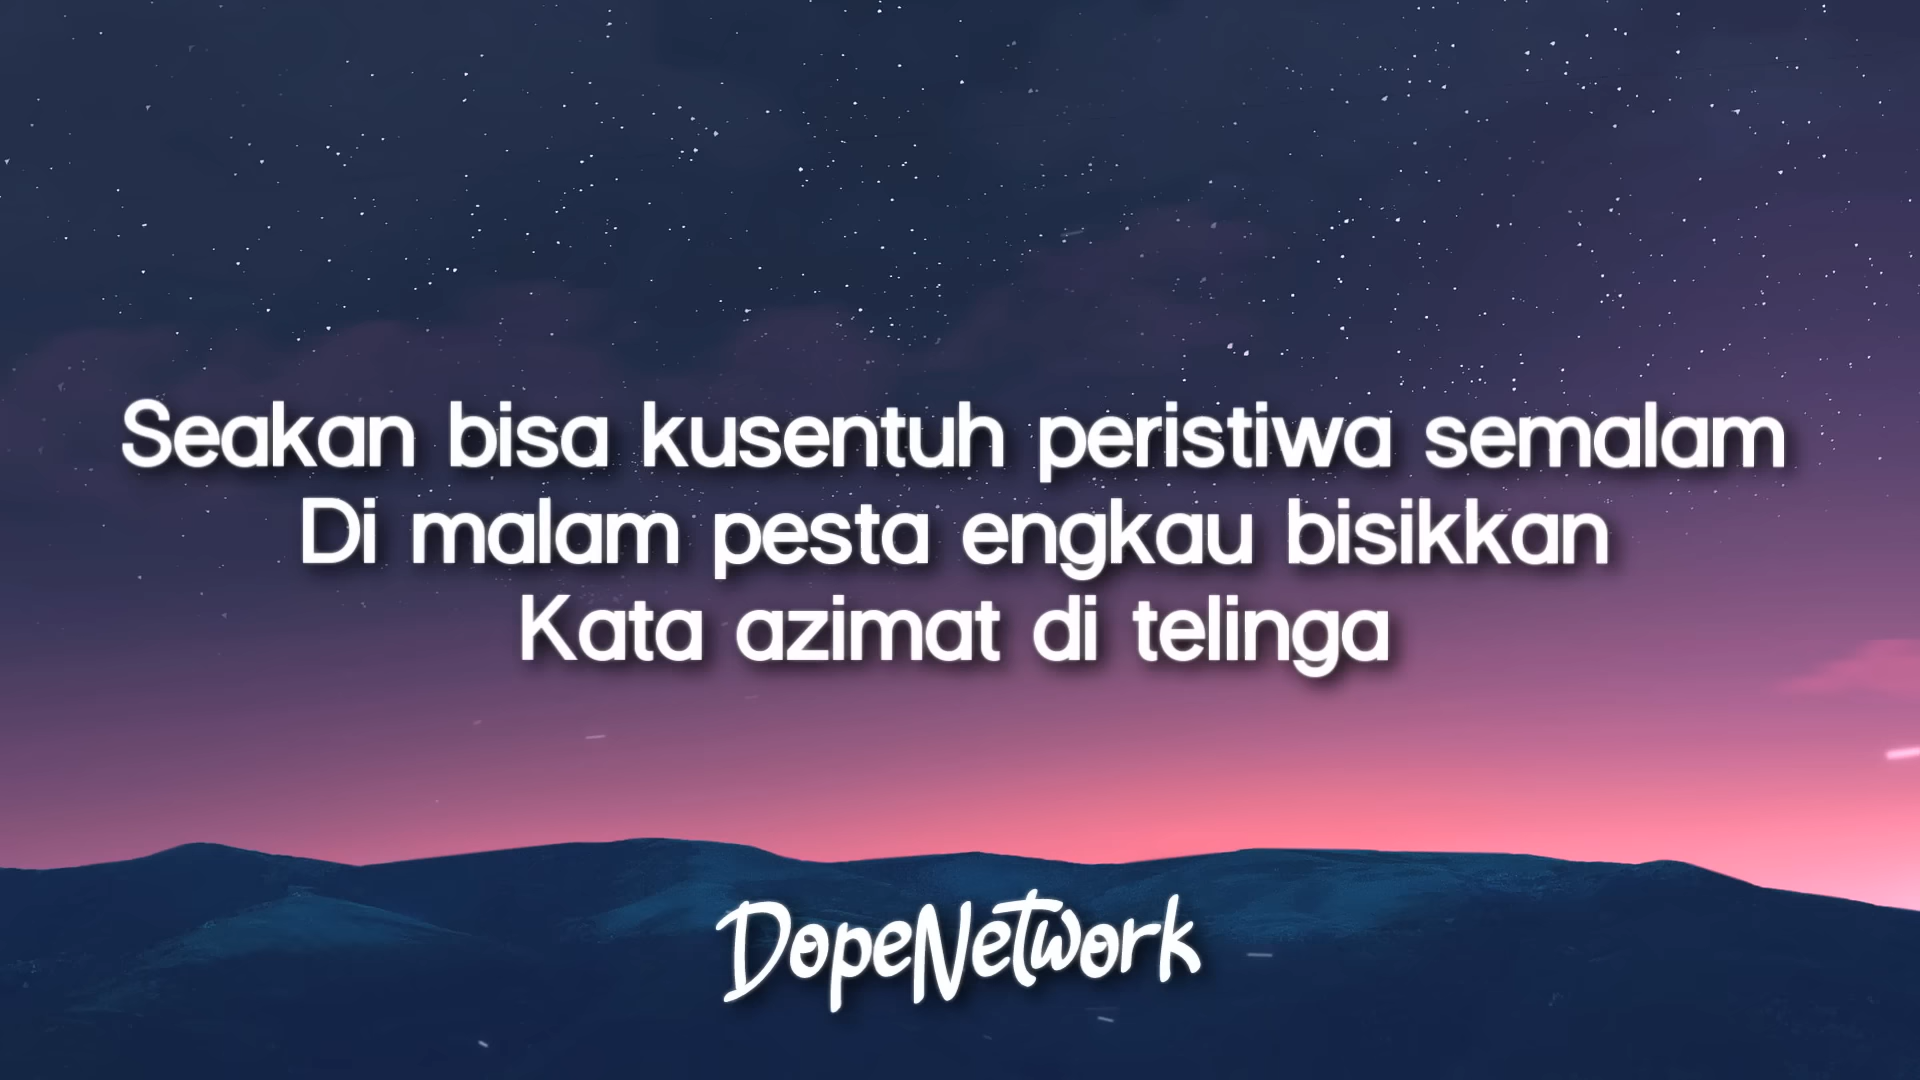 Seakan bisa kusentuh peristiwa semalam
Di malam pesta engkau bisikkan
Kata azimat di telinga
DopeNetwork